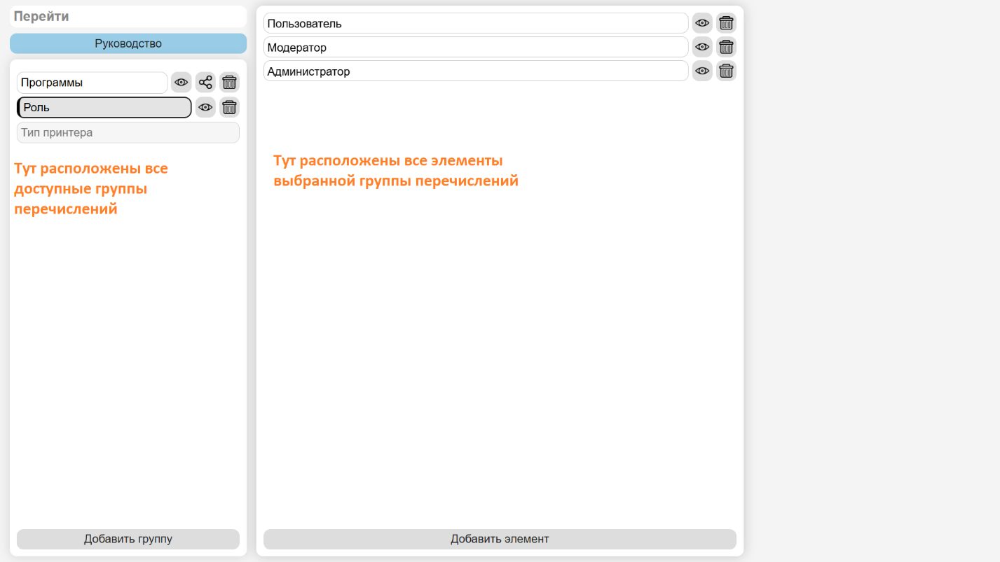 Перейти
Руководство
Программы
Роль
Тип принтера
Тут расположены все
доступные группы
перечислений
Добавить группу
Пользователь
Модератор
Администратор
Тут расположены все элементы
выбранной группы перечислений
Добавить элемент